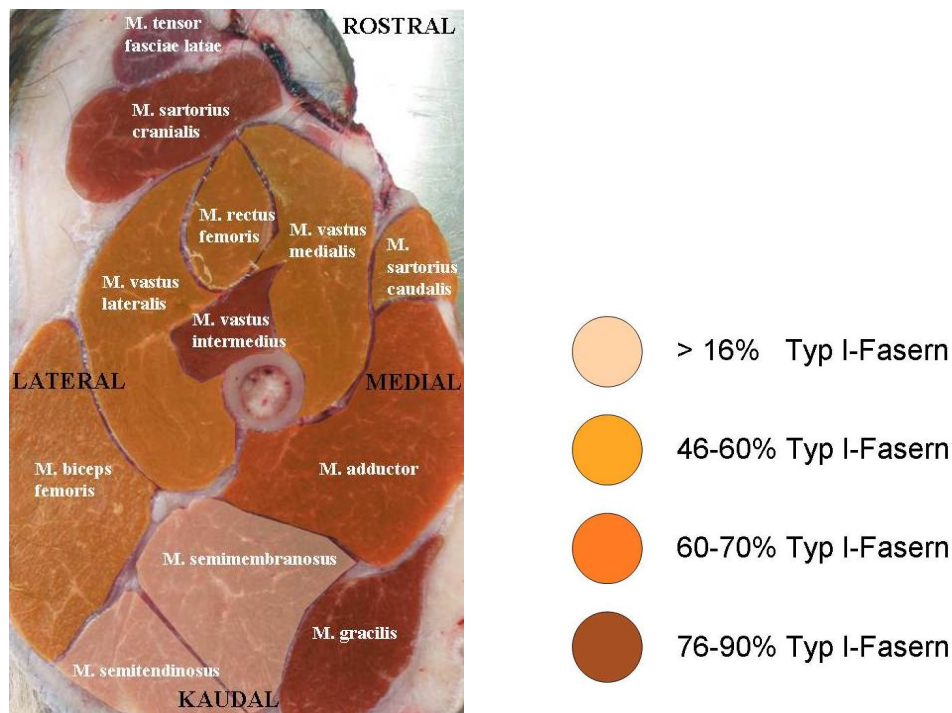 M. tensor
fasciae latae
ROSTRAL
M. sartorius
cranialis
M. rectus
femoris
M. vastus
medialis
M.
sartorius
caudalis
M. vastus
lateralis
M. vastus
intermedius
LATERAL
MEDIAL
M. biceps
femoris
M. adductor
M. semimembranosus
M. gracilis
M. semitendinosus
KAUDAL
> 16% Typ I-Fasern
46-60% Typ I-Fasern
60-70% Typ I-Fasern
76-90% Typ I-Fasern